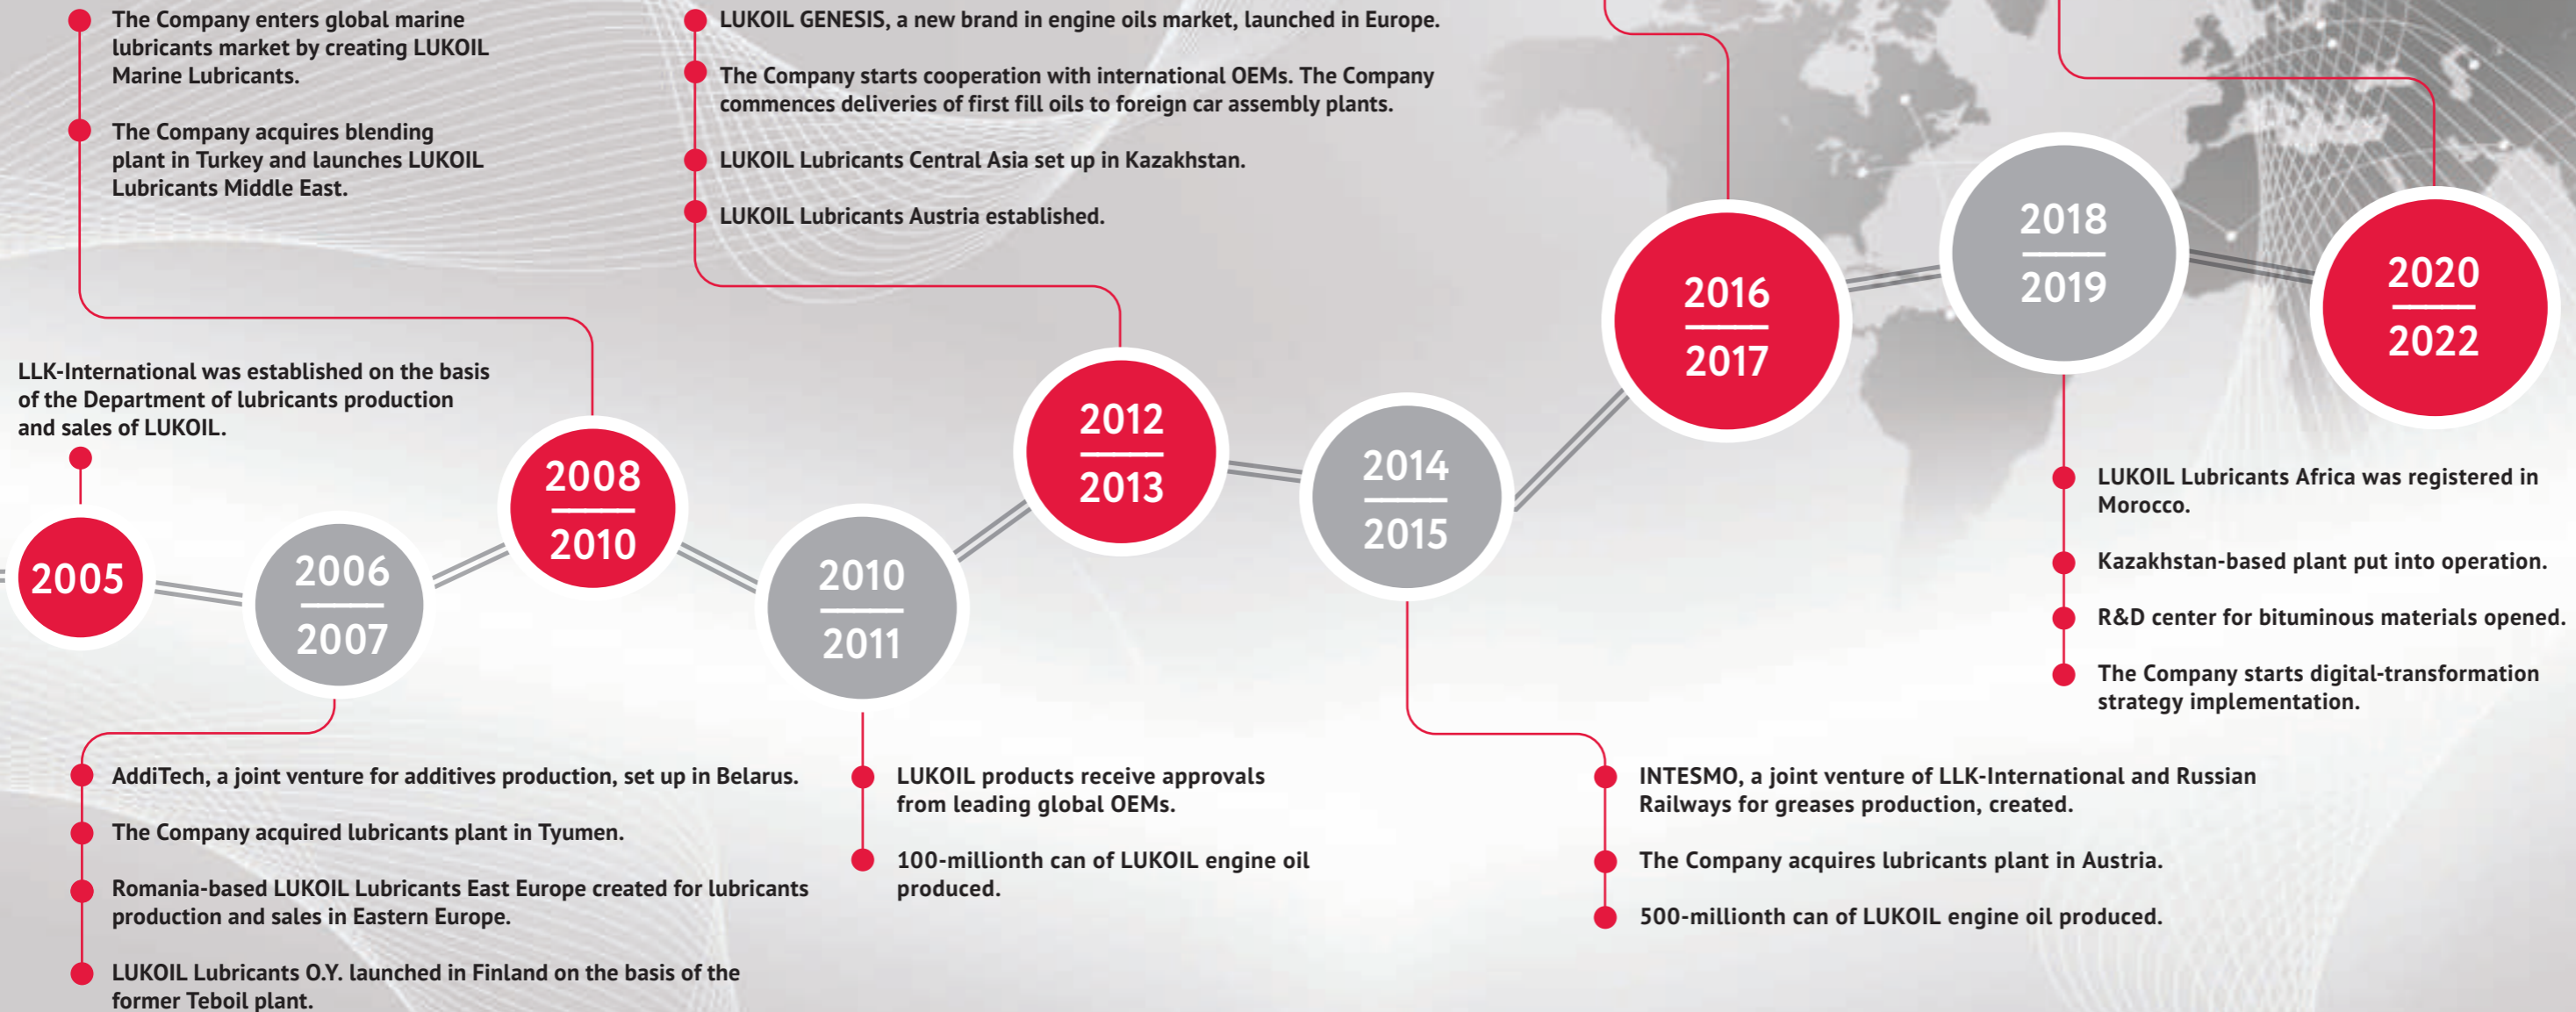 The Company enters global marine
lubricants market by creating LUKOIL
Marine Lubricants.
The Company acquires blending
plant in Turkey and launches LUKOIL
Lubricants Middle East.
LUKOIL GENESIS, a new brand in engine oils market, launched in Europe.
The Company starts cooperation with international OEMs. The Company
commences deliveries of first fill oils to foreign car assembly plants.
LUKOIL Lubricants Central Asia set up in Kazakhstan.
LUKOIL Lubricants Austria established.
LLK-International was established on the basis
of the Department of lubricants production
and sales of LUKOIL.
2005
2006
2007
2008
2010
2010
2011
2012
2013
2014
2015
2016
2017
2018
2019
2020
2022
AddiTech, a joint venture for additives production, set up in Belarus.
The Company acquired lubricants plant in Tyumen.
Romania-based LUKOIL Lubricants East Europe created for lubricants
production and sales in Eastern Europe.
LUKOIL Lubricants O.Y. launched in Finland on the basis of the
former Teboil plant.
LUKOIL products receive approvals
from leading global OEMs.
100-millionth can of LUKOIL engine oil
produced.
INTESMO, a joint venture of LLK-International and Russian
Railways for greases production, created.
The Company acquires lubricants plant in Austria.
500-millionth can of LUKOIL engine oil produced.
LUKOIL Lubricants Africa was registered in
Morocco.
Kazakhstan-based plant put into operation.
R&D center for bituminous materials opened.
The Company starts digital-transformation
strategy implementation.